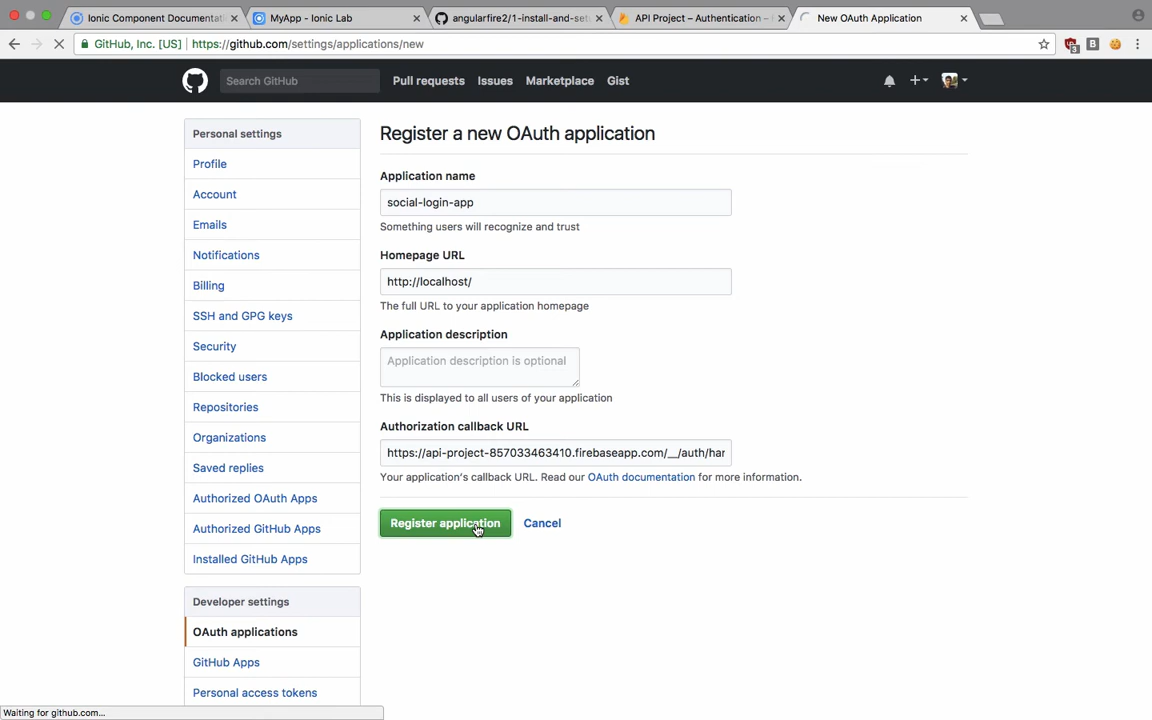 Ionic Component Documentati
MyApp - Ionic Lab
angularfire2/1-install-and-set
API Project – Authentication –
New OAuth Application
GitHub, Inc. [US] https://github.com/settings/applications/new
Search GitHub
Pull requests
Issues
Marketplace
Gist
Personal settings
Profile
Account
Emails
Notifications
Billing
SSH and GPG keys
Security
Blocked users
Repositories
Organizations
Saved replies
Authorized OAuth Apps
Authorized GitHub Apps
Installed GitHub Apps
Developer settings
OAuth applications
GitHub Apps
Personal access tokens
Register a new OAuth application
Application name
social-login-app
Something users will recognize and trust
Homepage URL
http://localhost/
The full URL to your application homepage
Application description
Application description is optional
This is displayed to all users of your application
Authorization callback URL
https://api-project-857033463410.firebaseapp.com/__/auth/har
Your application's callback URL. Read our OAuth documentation for more information.
Register application
Cancel
Waiting for github.com...